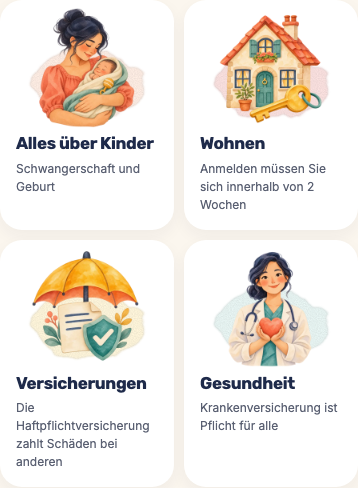 Alles über Kinder
Schwangerschaft und
Geburt
Wohnen
Anmelden müssen Sie
sich innerhalb von 2
Wochen
Versicherungen
Die
Haftpflichtversicherung
zahlt Schäden bei
anderen
Gesundheit
Krankenversicherung ist
Pflicht für alle